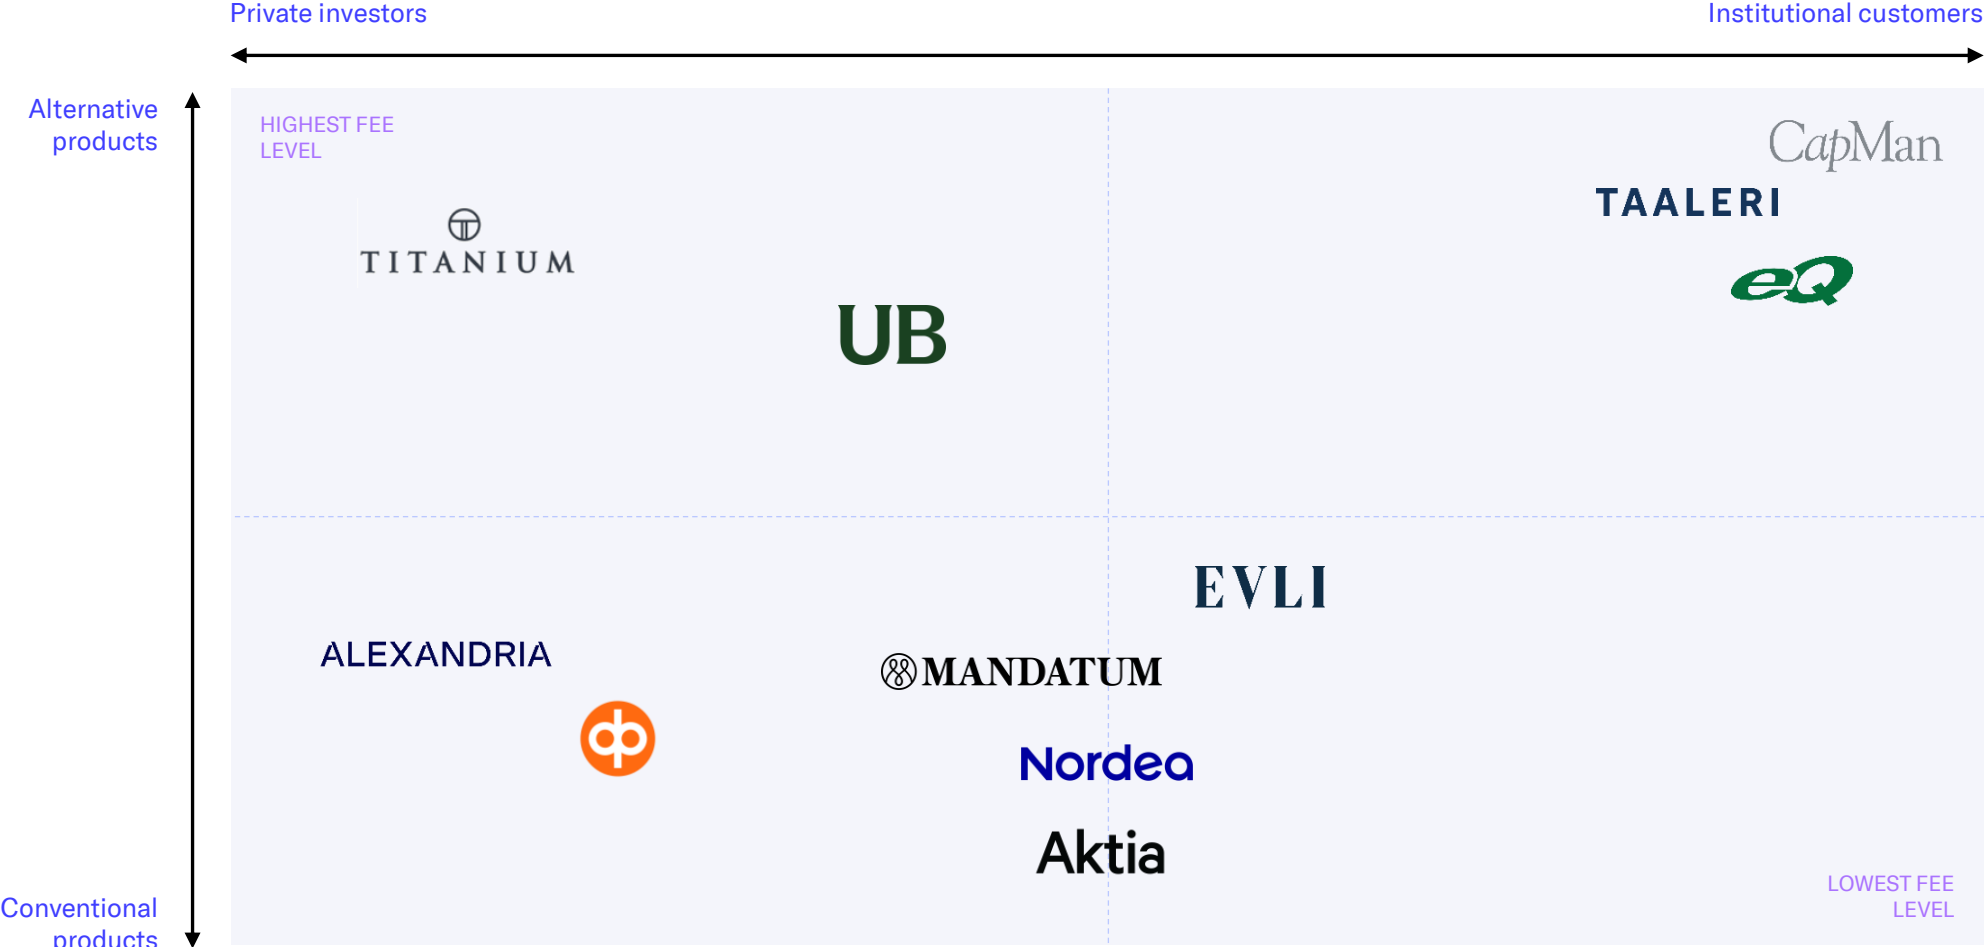 Private investors
Institutional customers
Alternative
products
HIGHEST FEE
LEVEL
CapMan
TAALERI
TITANIUM
eQ
UB
EVLI
ALEXANDRIA
MANDATUM
op
Nordea
Aktia
LOWEST FEE
LEVEL
Conventional
products